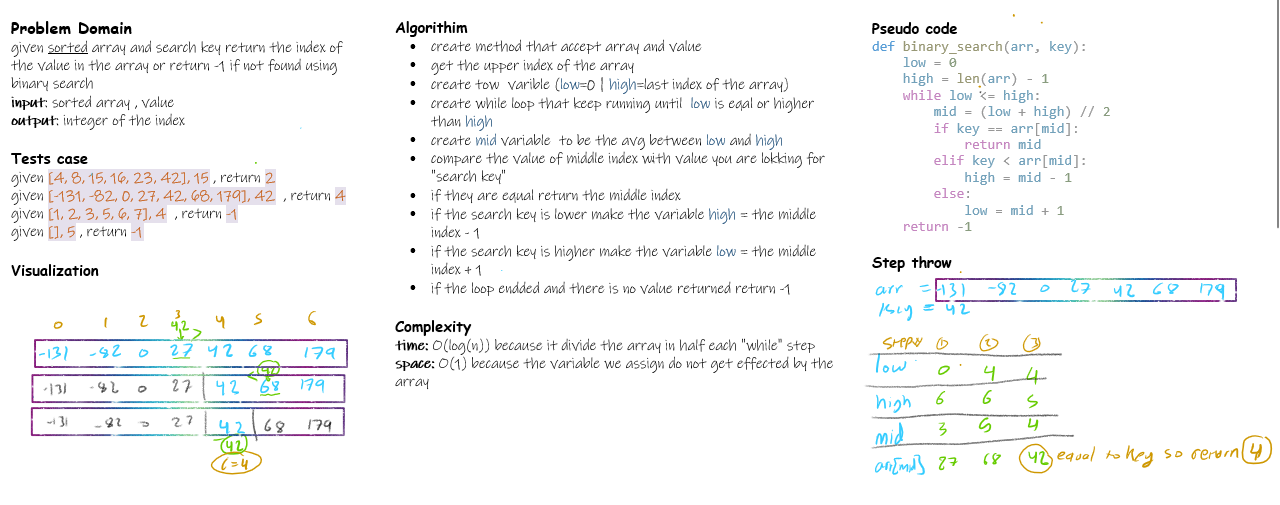 Problem Domain
given sorted array and search key return the index of
the value in the array or return -1 if not found using
binary search
input: sorted array , value
output: integer of the index
Tests case
given [4, 8, 15, 16, 23, 42], 15 , return 2
given [-131, -82, 0, 27, 42, 68, 179], 42 , return 4
given [1, 2, 3, 5, 6, 7], 4 , return -1
given [], 5 , return -1
Visualization
0 1 2 3 4 5 6
42
>
-131 -82 0 27 42 68 179
< 42
-131 -82 0 27 42 68 179
-131 -82 0 27 42 68 179
42
i=4
Algorithim
• create method that accept array and value
• get the upper index of the array
• create tow varible (low=0 | high=last index of the array)
• create while loop that keep running until low is eqal or higher
than high
• create mid variable to be the avg between low and high
• compare the value of middle index with value you are lokking for
"search key"
• if they are equal return the middle index
• if the search key is lower make the variable high = the middle
index - 1
• if the search key is higher make the variable low = the middle
index + 1
• if the loop endded and there is no value returned return -1
Complexity
time: O(log(n)) because it divide the array in half each "while" step
space: O(1) because the variable we assign do not get effected by the
array
Pseudo code
def binary_search(arr, key):
low = 0
high = len(arr) - 1
while low <= high:
mid = (low + high) // 2
if key == arr[mid]:
return mid
elif key < arr[mid]:
high = mid - 1
else:
low = mid + 1
return -1
Step throw
arr = -131 -82 0 27 42 68 179
Key = 42
steps 1 2 3
low 0 4 4
high 6 6 5
mid 3 5 4
arr[mid] 27 68 42 equal to key so return 4